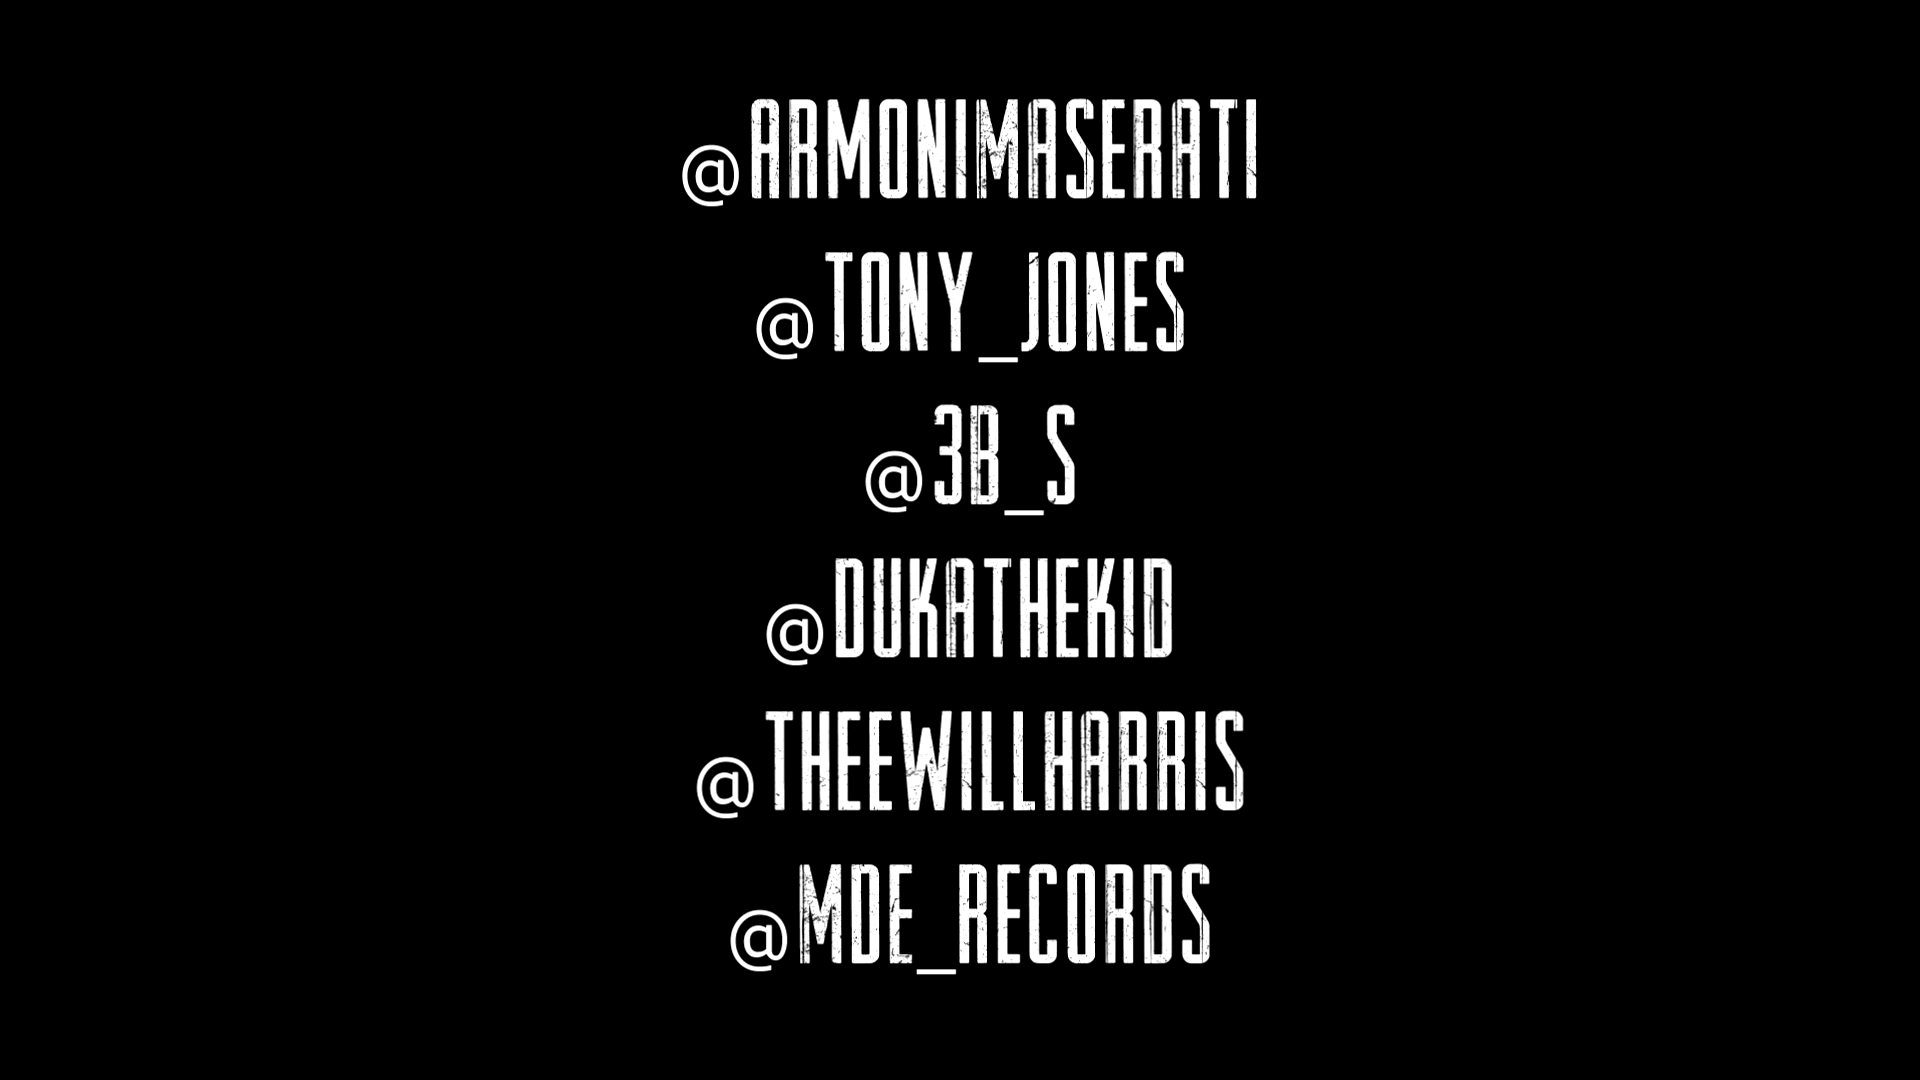 @ARMONIMASERATI
@TONY_JONES
@3B_S
@DUKATHEKID
@THEEWILLHARRIS
@MDE_RECORDS